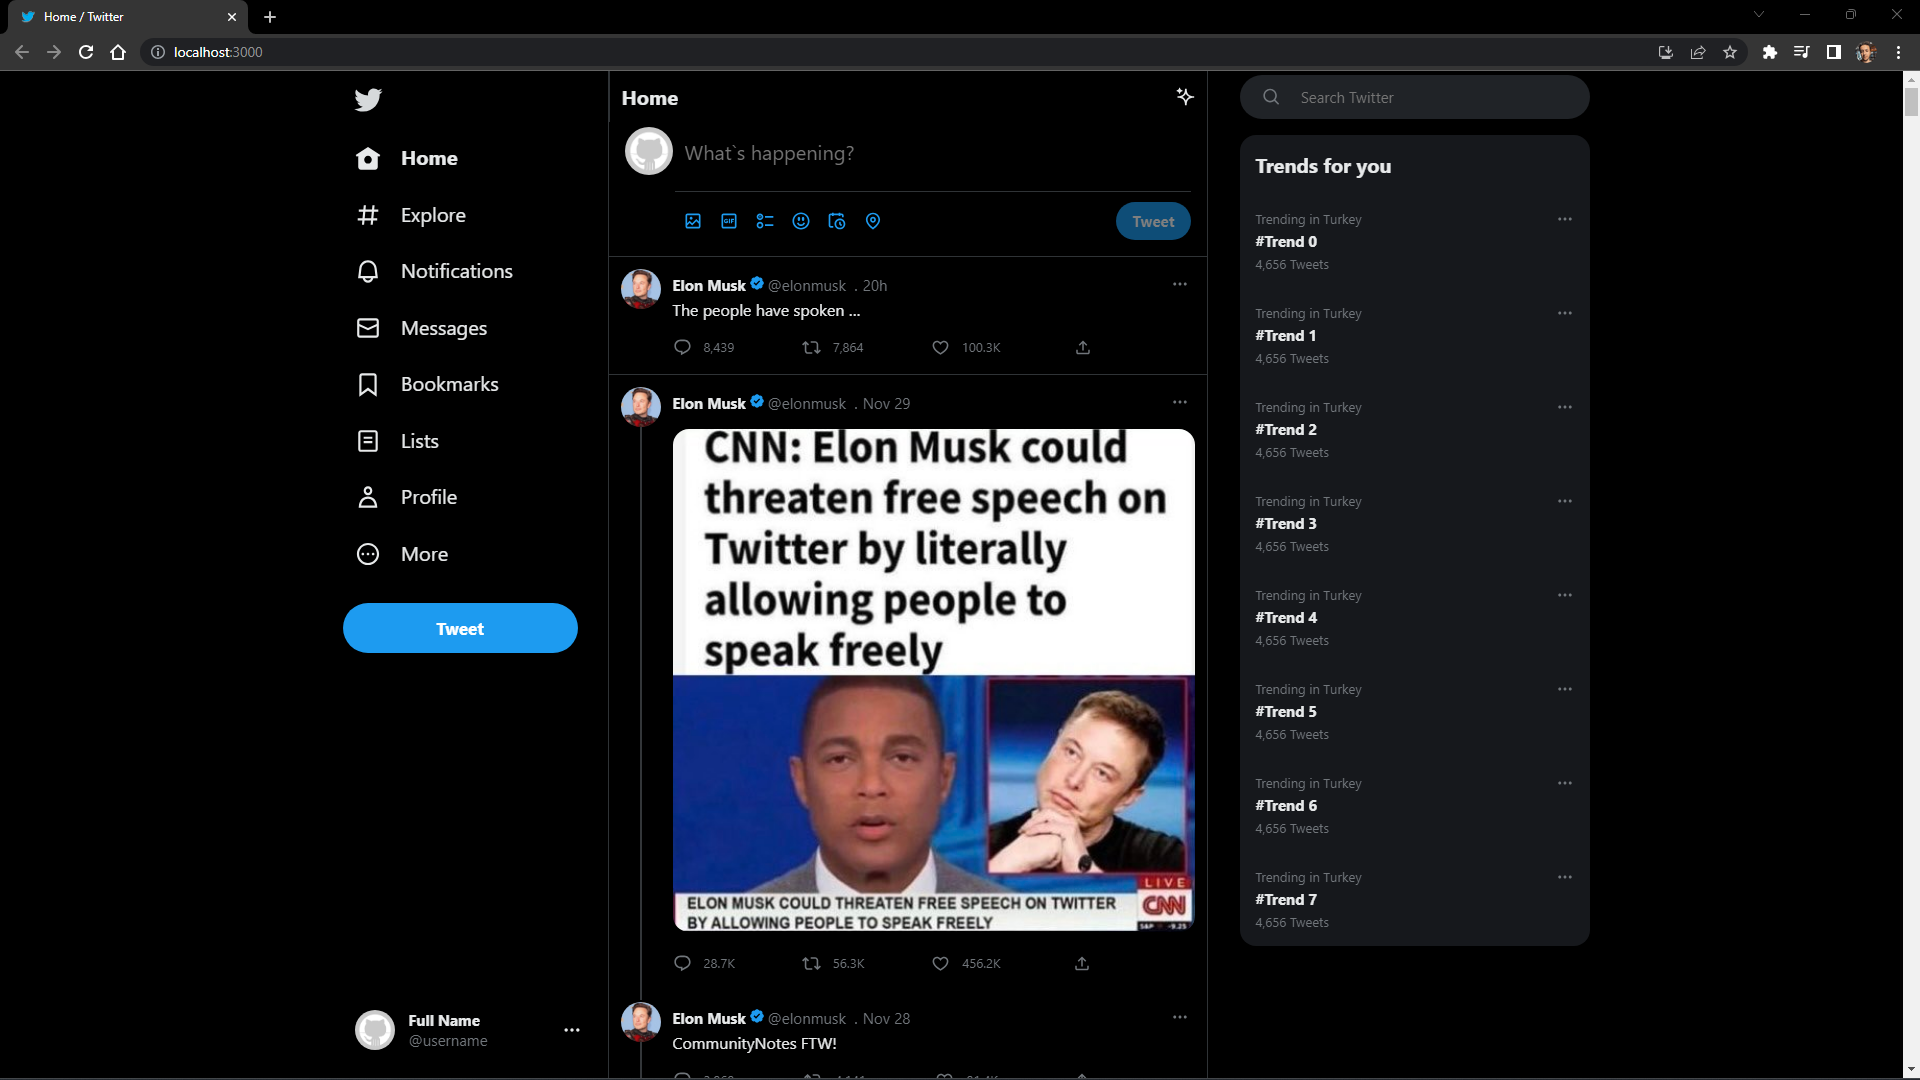 Home / Twitter
localhost:3000
Home
Explore
Notifications
Messages
Bookmarks
Lists
Profile
More
Tweet
Full Name
@username
Home
What`s happening?
GIF
Tweet
Elon Musk @elonmusk . 20h
The people have spoken ...
8,439 7,864 100.3K
Elon Musk @elonmusk . Nov 29
CNN: Elon Musk could
threaten free speech on
Twitter by literally
allowing people to
speak freely
LIVE
CNN
ELON MUSK COULD THREATEN FREE SPEECH ON TWITTER
BY ALLOWING PEOPLE TO SPEAK FREELY
S&P -9.25
28.7K 56.3K 456.2K
Elon Musk @elonmusk . Nov 28
CommunityNotes FTW!
Search Twitter
Trends for you
Trending in Turkey
#Trend 0
4,656 Tweets
Trending in Turkey
#Trend 1
4,656 Tweets
Trending in Turkey
#Trend 2
4,656 Tweets
Trending in Turkey
#Trend 3
4,656 Tweets
Trending in Turkey
#Trend 4
4,656 Tweets
Trending in Turkey
#Trend 5
4,656 Tweets
Trending in Turkey
#Trend 6
4,656 Tweets
Trending in Turkey
#Trend 7
4,656 Tweets